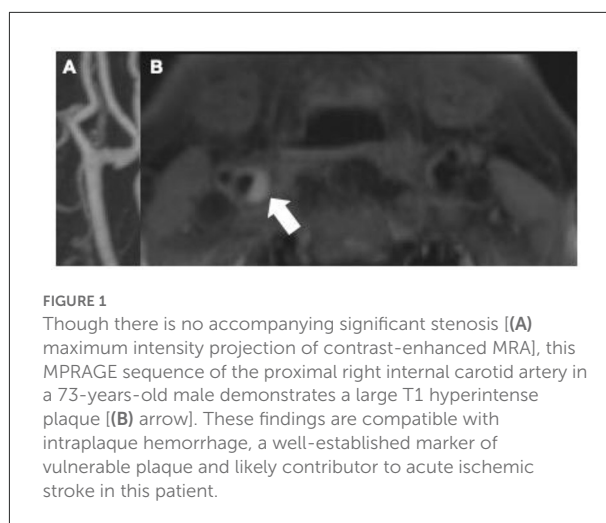 A B
FIGURE 1
Though there is no accompanying significant stenosis [(A)
maximum intensity projection of contrast-enhanced MRA], this
MPRAGE sequence of the proximal right internal carotid artery in
a 73-years-old male demonstrates a large T1 hyperintense
plaque [(B) arrow]. These findings are compatible with
intraplaque hemorrhage, a well-established marker of
vulnerable plaque and likely contributor to acute ischemic
stroke in this patient.